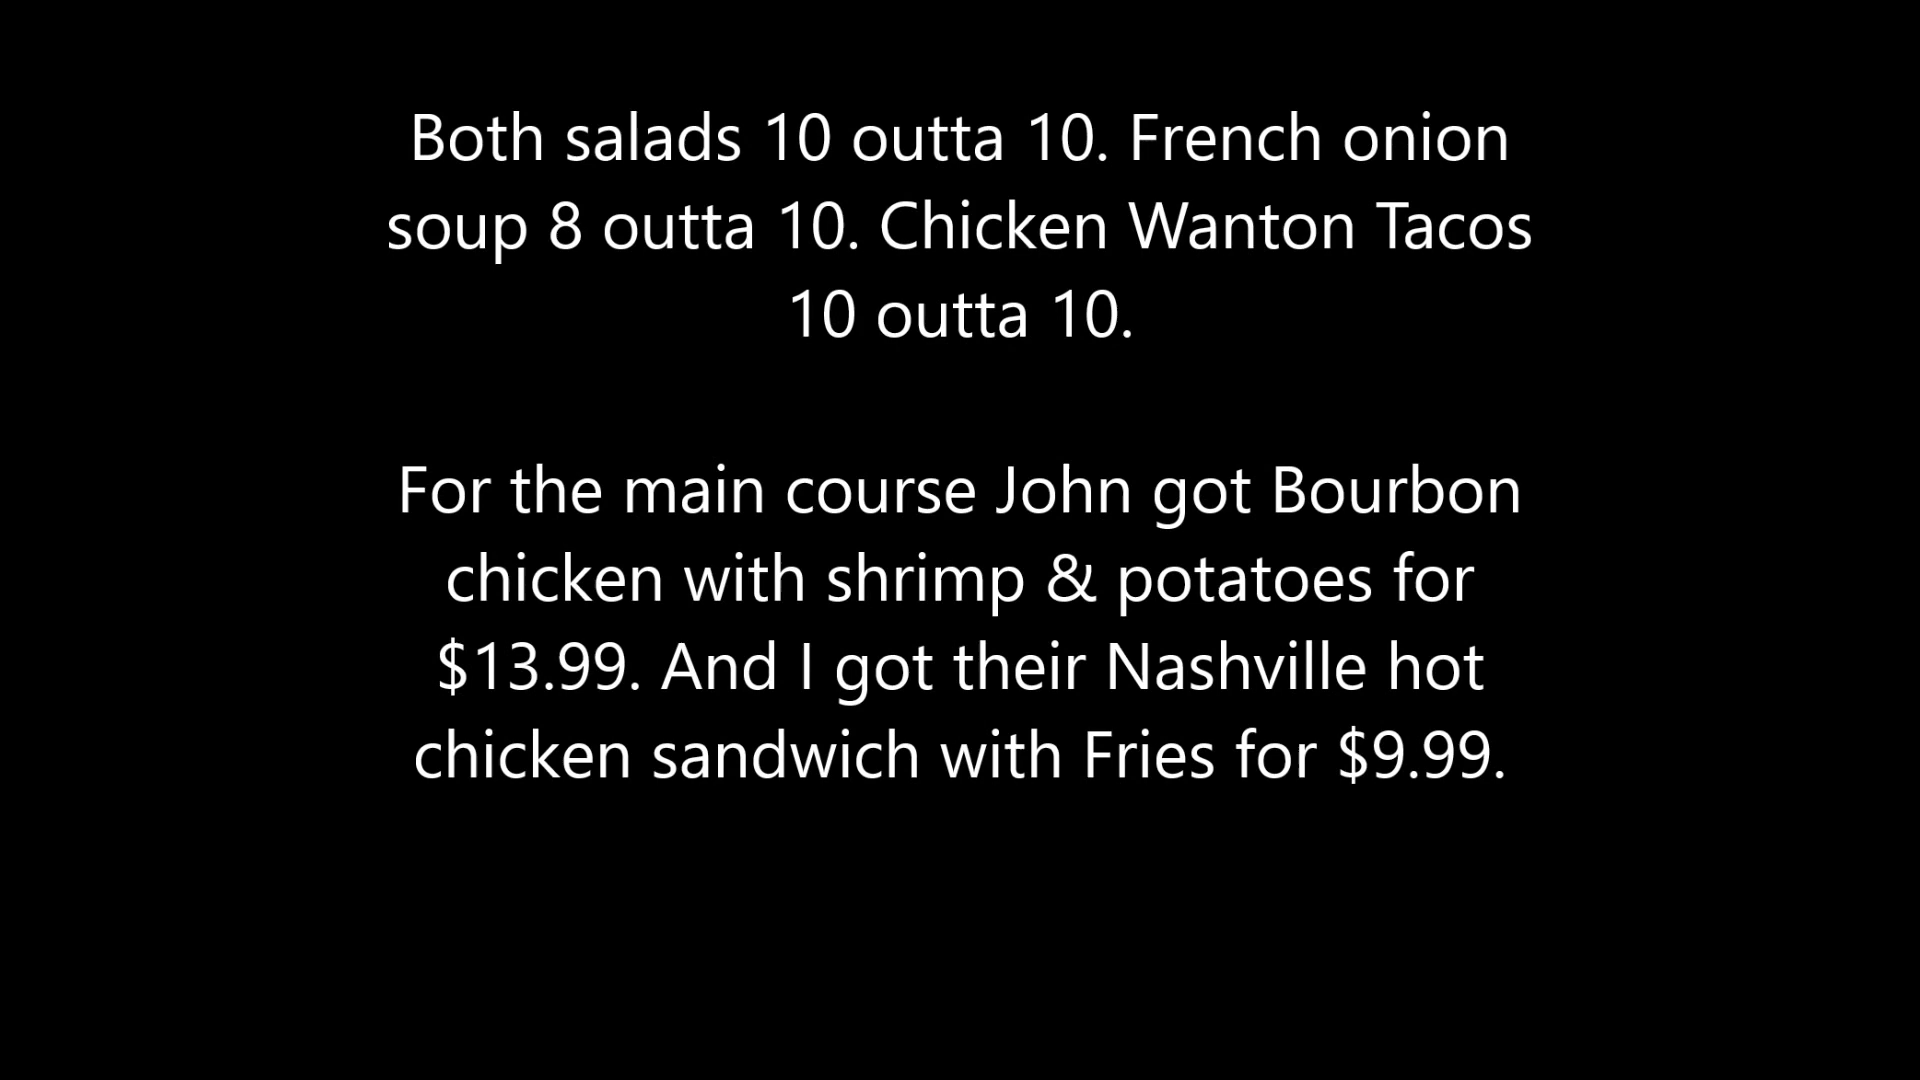 Both salads 10 outta 10. French onion
soup 8 outta 10. Chicken Wanton Tacos
10 outta 10.
For the main course John got Bourbon
chicken with shrimp & potatoes for
$13.99. And I got their Nashville hot
chicken sandwich with Fries for $9.99.